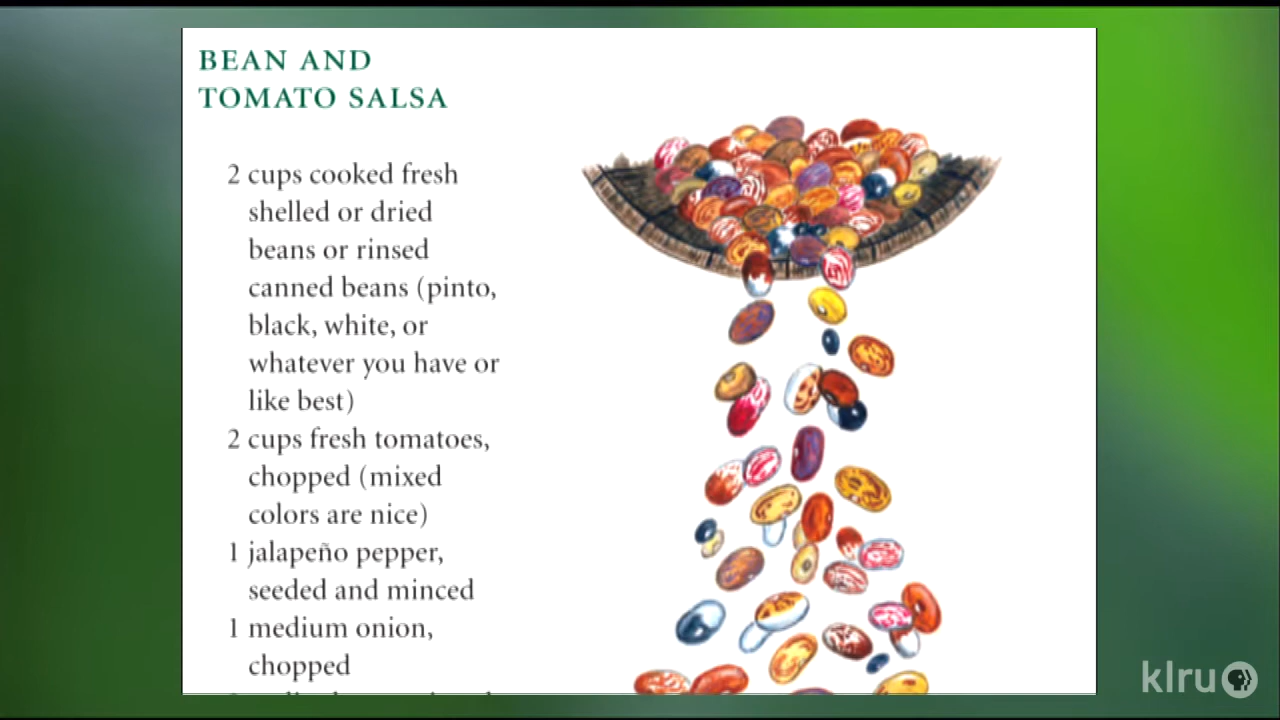 BEAN AND
TOMATO SALSA
2 cups cooked fresh
shelled or dried
beans or rinsed
canned beans (pinto,
black, white, or
whatever you have or
like best)
2 cups fresh tomatoes,
chopped (mixed
colors are nice)
1 jalapeño pepper,
seeded and minced
1 medium onion,
chopped
klru